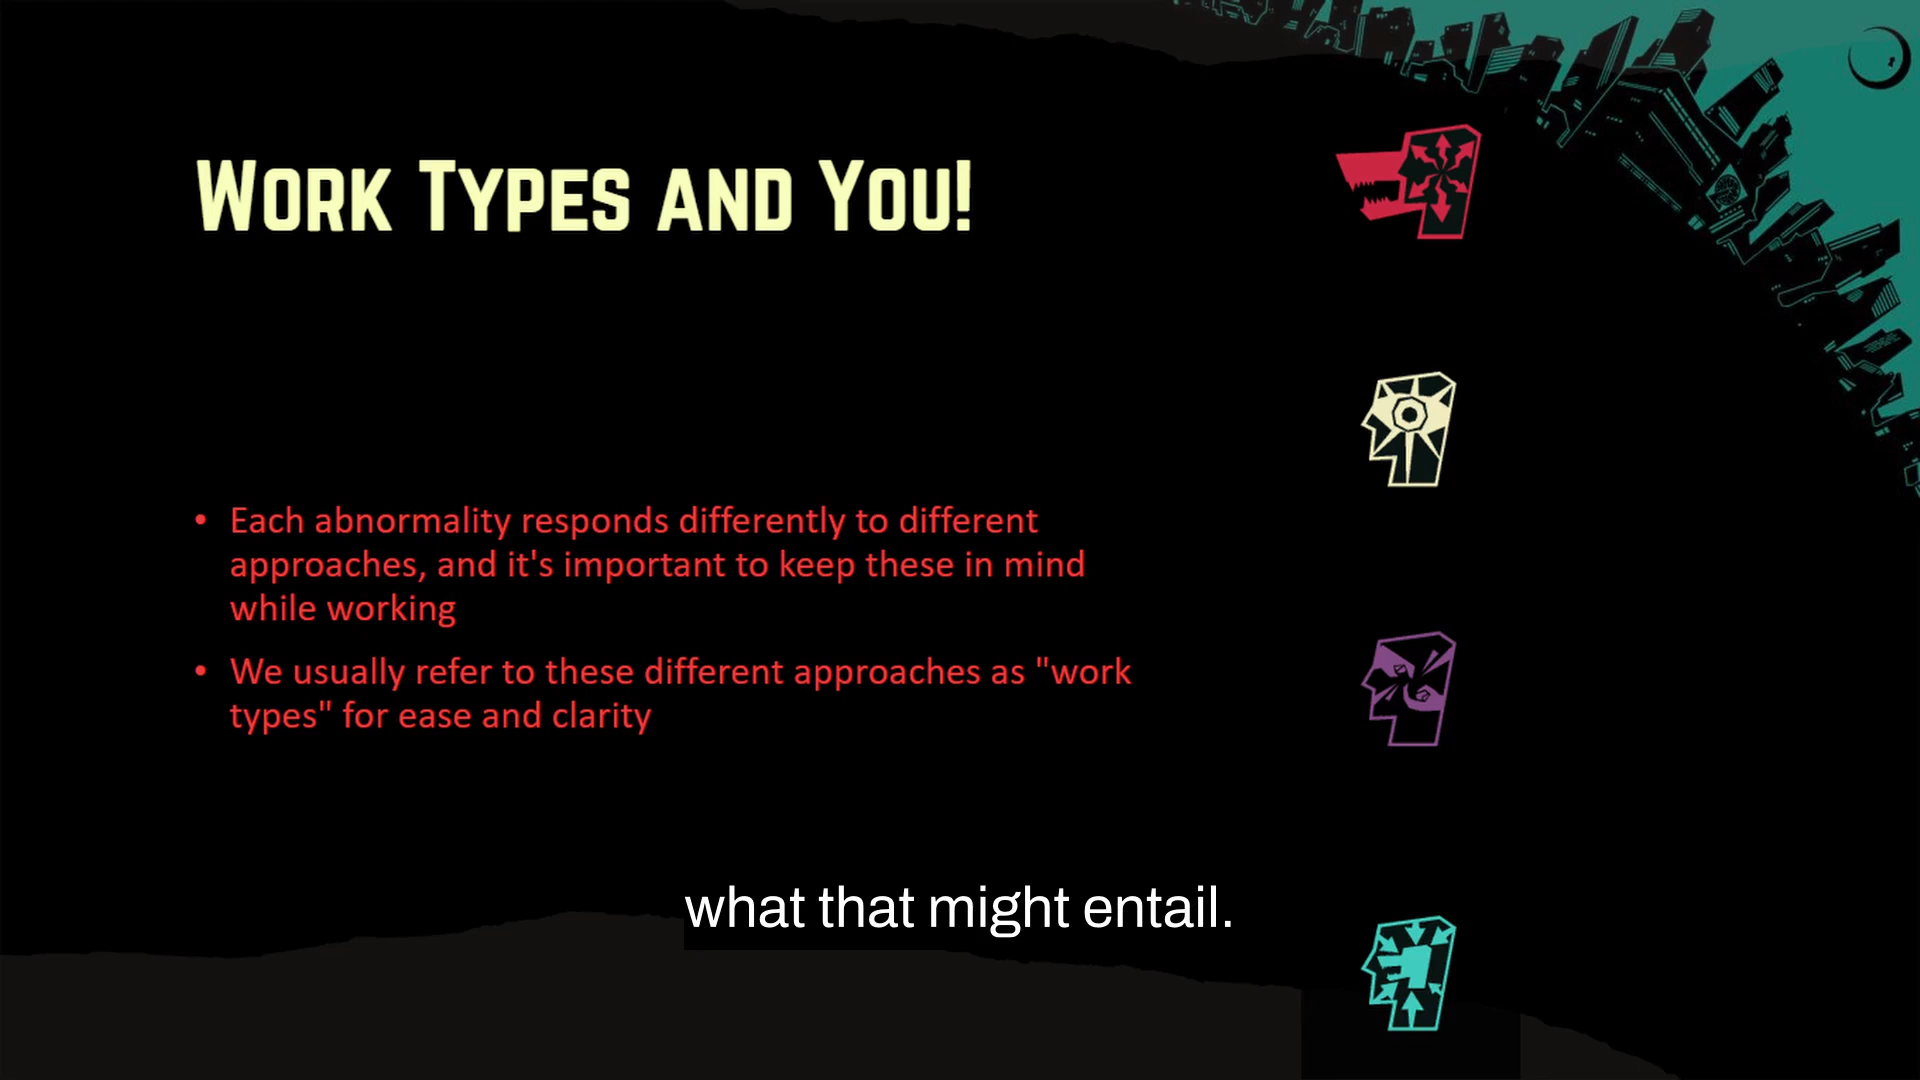 Work Types and You!
• Each abnormality responds differently to different
approaches, and it's important to keep these in mind
while working
• We usually refer to these different approaches as "work
types" for ease and clarity
what that might entail.